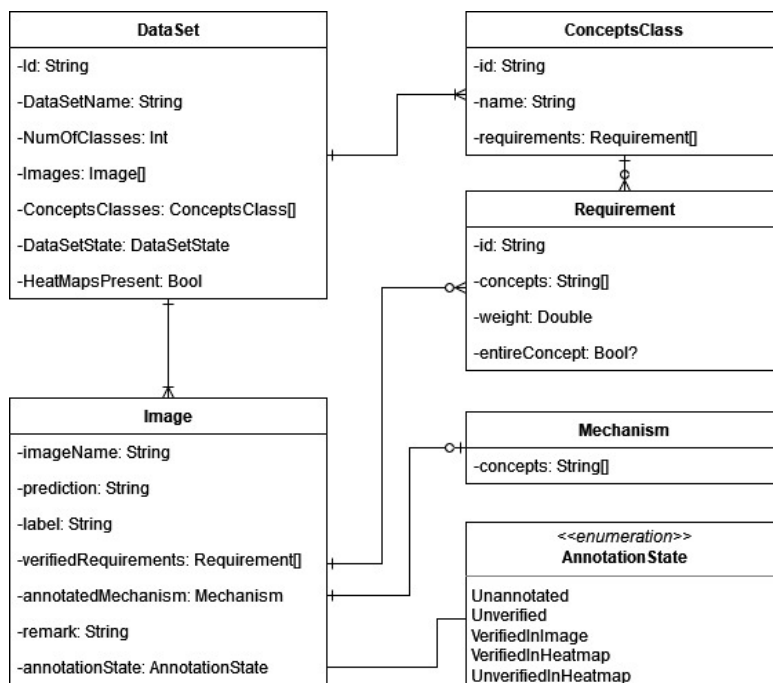 DataSet
-Id: String
-DataSetName: String
-NumOfClasses: Int
-Images: Image[]
-ConceptsClasses: ConceptsClass[]
-DataSetState: DataSetState
-HeatMapsPresent: Bool
ConceptsClass
-id: String
-name: String
-requirements: Requirement[]
Requirement
-id: String
-concepts: String[]
-weight: Double
-entireConcept: Bool?
Image
-imageName: String
-prediction: String
-label: String
-verifiedRequirements: Requirement[]
-annotatedMechanism: Mechanism
-remark: String
-annotationState: AnnotationState
Mechanism
-concepts: String[]
<<enumeration>>
AnnotationState
Unannotated
Unverified
VerifiedInImage
VerifiedInHeatmap
UnverifiedInHeatmap